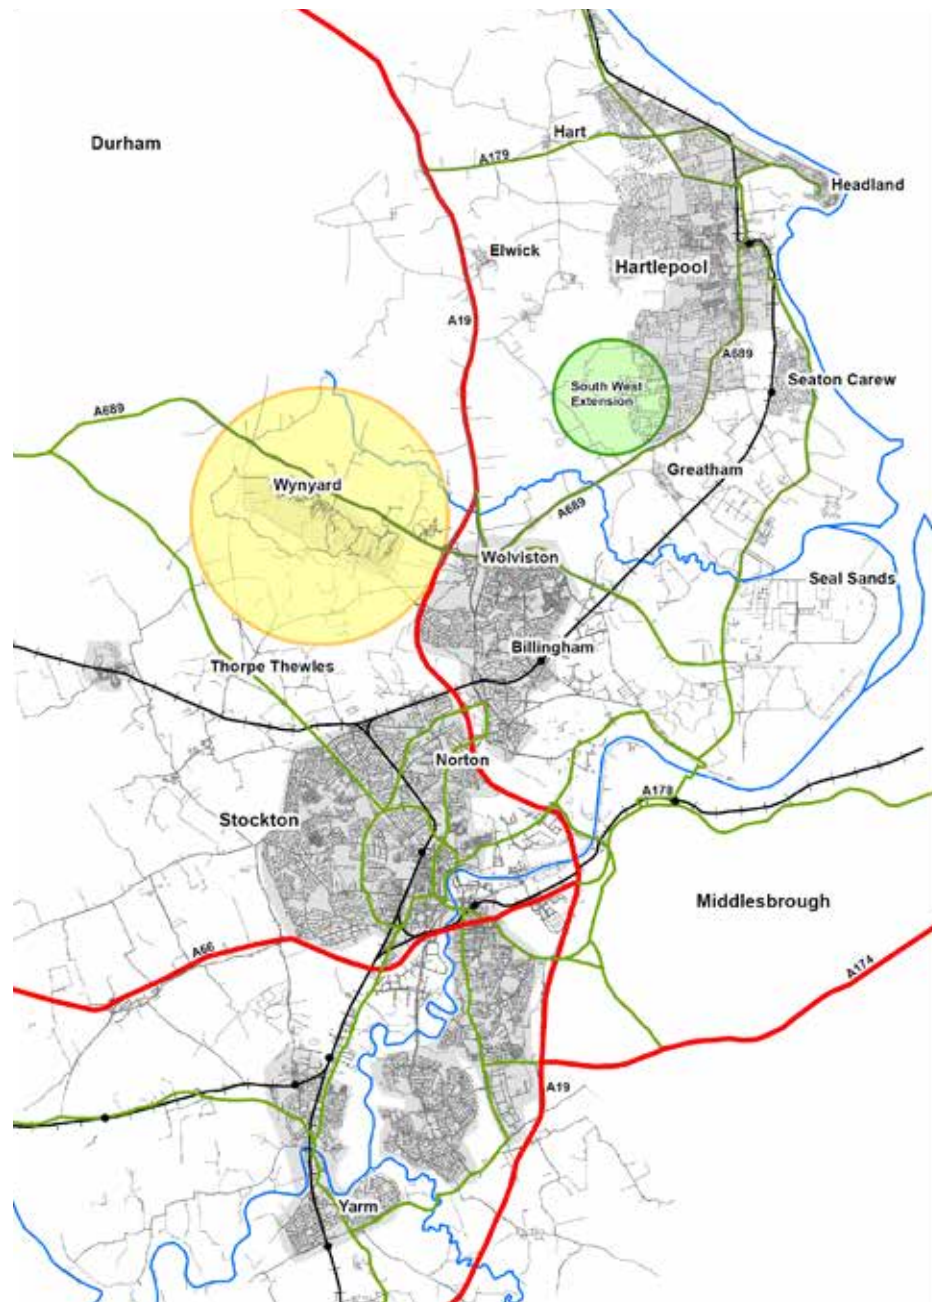 Durham
Hart
A179
Headland
Elwick
Hartlepool
A19
A689
South West
Extension
Seaton Carew
A689
Wynyard
Greatham
A689
Wolviston
Seal Sands
Billingham
Thorpe Thewles
Norton
A178
Stockton
Middlesbrough
A66
A174
A19
Yarm